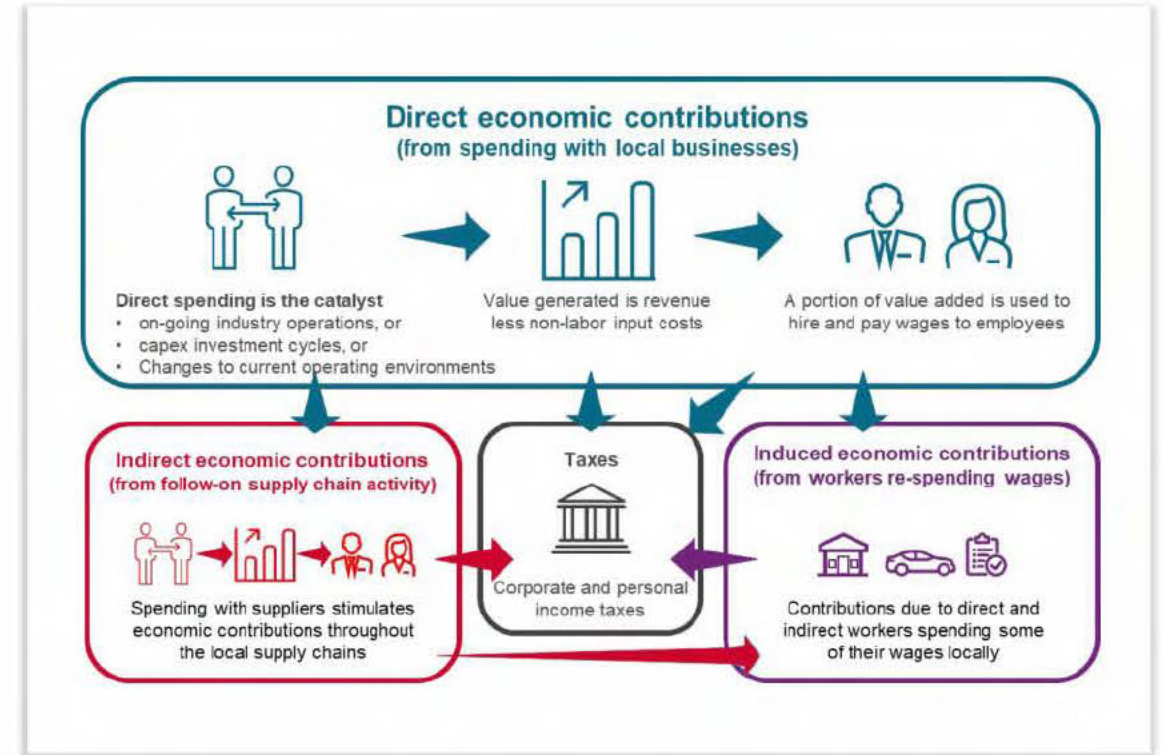 Direct economic contributions
(from spending with local businesses)
Direct spending is the catalyst
• on-going industry operations, or
• capex investment cycles, or
• Changes to current operating environments
Value generated is revenue
less non-labor input costs
A portion of value added is used to
hire and pay wages to employees
Indirect economic contributions
(from follow-on supply chain activity)
Spending with suppliers stimulates
economic contributions throughout
the local supply chains
Taxes
Corporate and personal
income taxes
Induced economic contributions
(from workers re-spending wages)
Contributions due to direct and
indirect workers spending some
of their wages locally